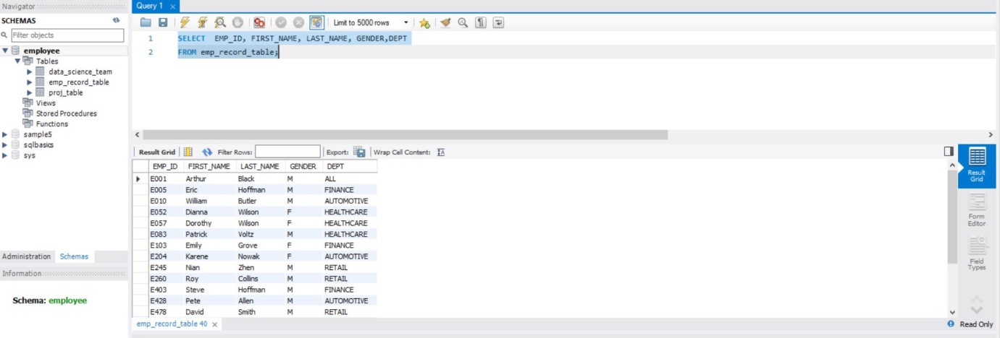 Navigator
SCHEMAS
Filter objects
employee
Tables
data_science_team
emp_record_table
proj_table
Views
Stored Procedures
Functions
sample5
sqlbasics
sys
Administration Schemas
Information
Schema: employee
Query 1
Limit to 5000 rows
1 SELECT EMP_ID, FIRST_NAME, LAST_NAME, GENDER,DEPT
2 FROM emp_record_table;
Result Grid Filter Rows: Export: Wrap Cell Content:
EMP_ID FIRST_NAME LAST_NAME GENDER DEPT
E001 Arthur Black M ALL
E005 Eric Hoffman M FINANCE
E010 William Butler M AUTOMOTIVE
E052 Dianna Wilson F HEALTHCARE
E057 Dorothy Wilson F HEALTHCARE
E083 Patrick Voltz M HEALTHCARE
E103 Emily Grove F FINANCE
E204 Karene Nowak F AUTOMOTIVE
E245 Nian Zhen M RETAIL
E260 Roy Collins M RETAIL
E403 Steve Hoffman M FINANCE
E428 Pete Allen M AUTOMOTIVE
E478 David Smith M RETAIL
emp_record_table 40
Result
Grid
Form
Editor
Field
Types
Read Only